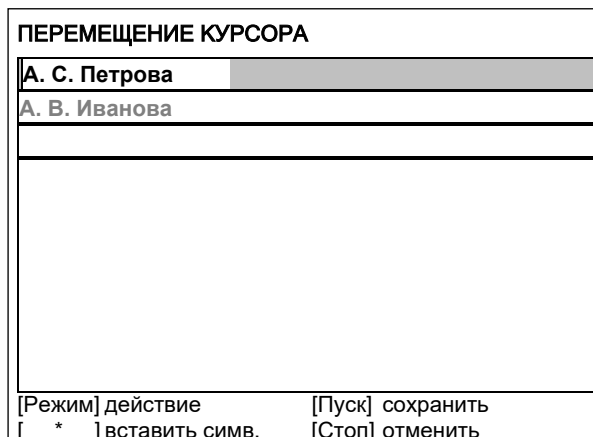 ПЕРЕМЕЩЕНИЕ КУРСОРА
А. С. Петрова
А. В. Иванова
[Режим] действие [Пуск] сохранить
[ * ] вставить симв. [Стоп] отменить